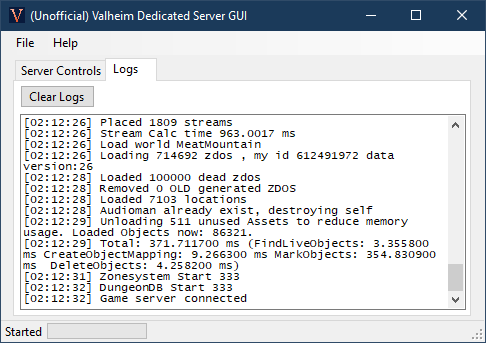 (Unofficial) Valheim Dedicated Server GUI
File Help
Server Controls Logs
Clear Logs
[02:12:26] Placed 1809 streams
[02:12:26] Stream Calc time 963.0017 ms
[02:12:26] Load world MeatMountain
[02:12:26] Loading 714692 zdos , my id 612491972 data
version:26
[02:12:28] Loaded 100000 dead zdos
[02:12:28] Removed 0 OLD generated ZDOS
[02:12:28] Loaded 7103 locations
[02:12:28] Audioman already exist, destroying self
[02:12:29] Unloading 511 unused Assets to reduce memory
usage. Loaded Objects now: 86321.
[02:12:29] Total: 371.711700 ms (FindLiveObjects: 3.355800
ms CreateObjectMapping: 9.266300 ms MarkObjects: 354.830900
ms  DeleteObjects: 4.258200 ms)
[02:12:31] Zonesystem Start 333
[02:12:32] DungeonDB Start 333
[02:12:32] Game server connected
Started